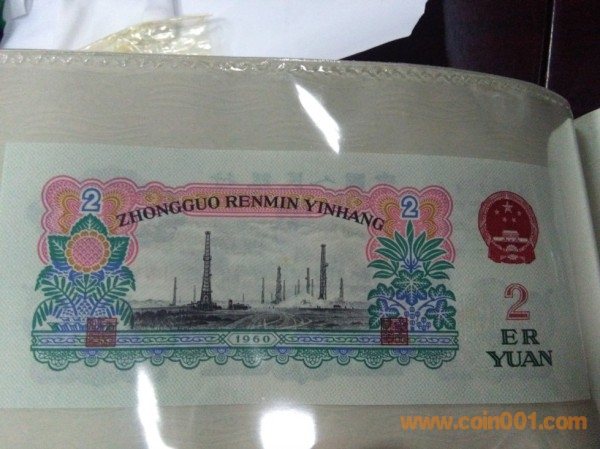 2
2
ZHONGGUO RENMIN YINHANG
2
ER
YUAN
1960
www.coin001.com